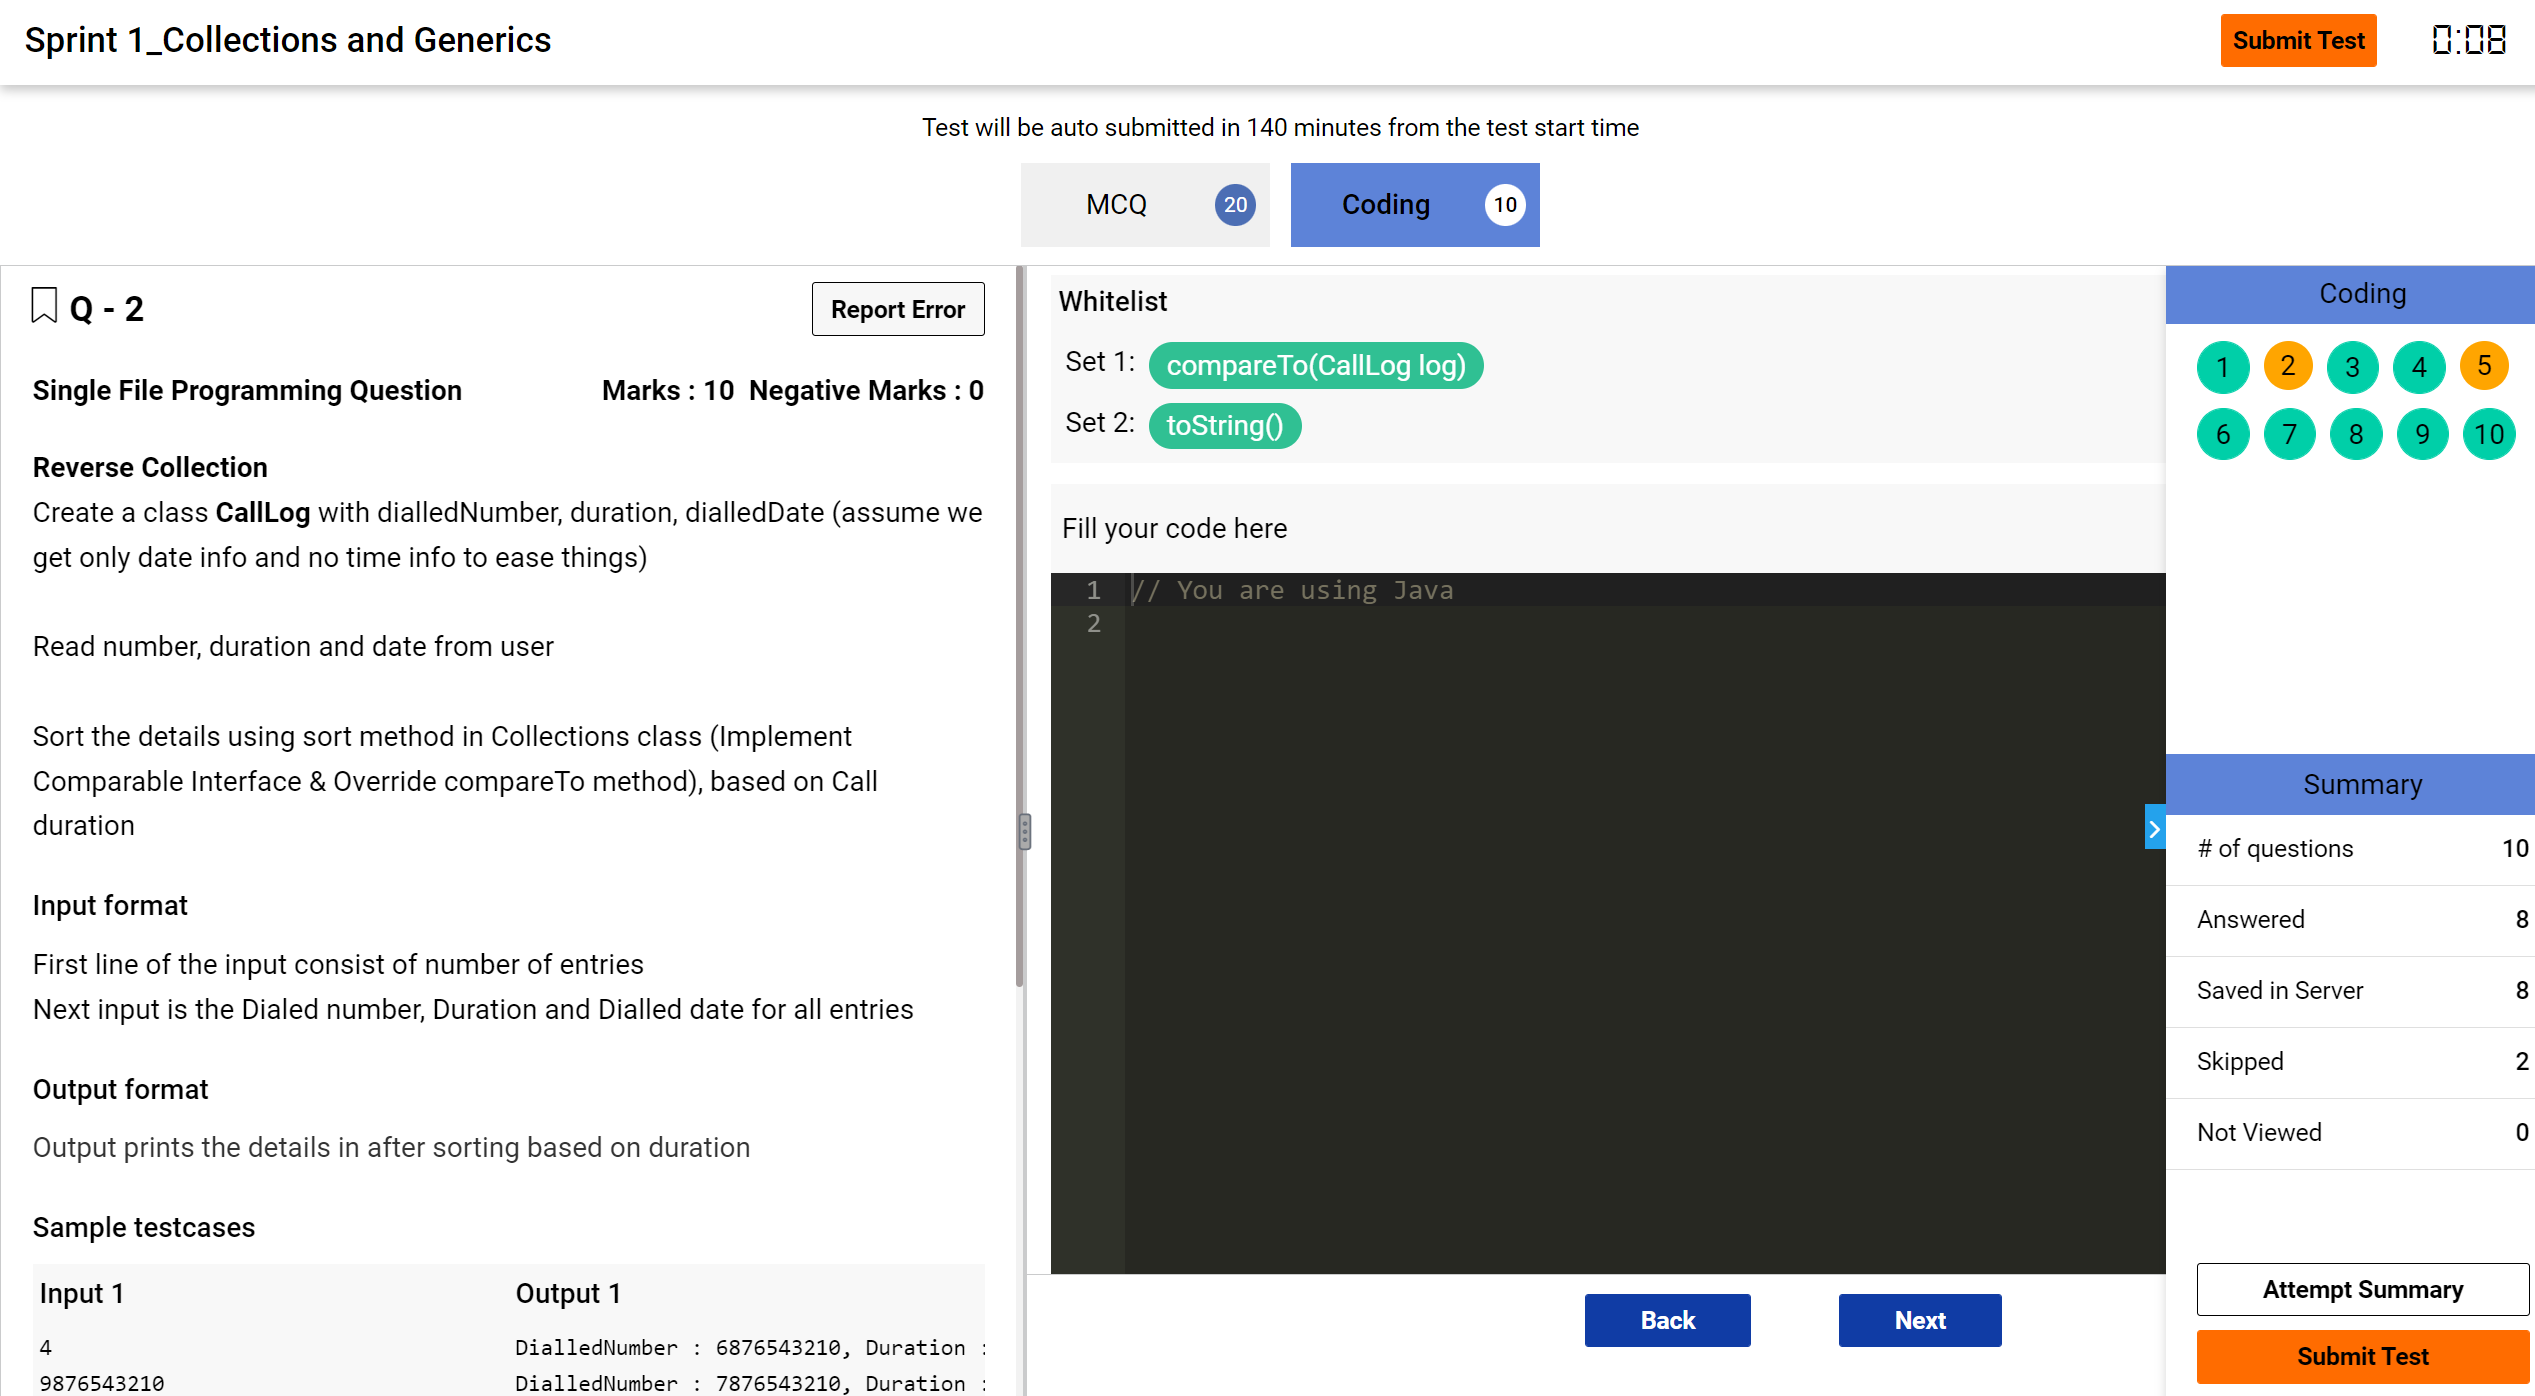 Sprint 1_Collections and Generics
Submit Test
0:08
Test will be auto submitted in 140 minutes from the test start time
MCQ 20
Coding 10
Q - 2
Report Error
Single File Programming Question Marks : 10 Negative Marks : 0
Reverse Collection
Create a class CallLog with dialledNumber, duration, dialledDate (assume we
get only date info and no time info to ease things)
Read number, duration and date from user
Sort the details using sort method in Collections class (Implement
Comparable Interface & Override compareTo method), based on Call
duration
Input format
First line of the input consist of number of entries
Next input is the Dialed number, Duration and Dialled date for all entries
Output format
Output prints the details in after sorting based on duration
Sample testcases
Input 1 Output 1
4 DialledNumber : 6876543210, Duration :
9876543210 DialledNumber : 7876543210, Duration :
Whitelist
Set 1: compareTo(CallLog log)
Set 2: toString()
Fill your code here
1 // You are using Java
2
Back
Next
Coding
1 2 3 4 5
6 7 8 9 10
Summary
# of questions 10
Answered 8
Saved in Server 8
Skipped 2
Not Viewed 0
Attempt Summary
Submit Test